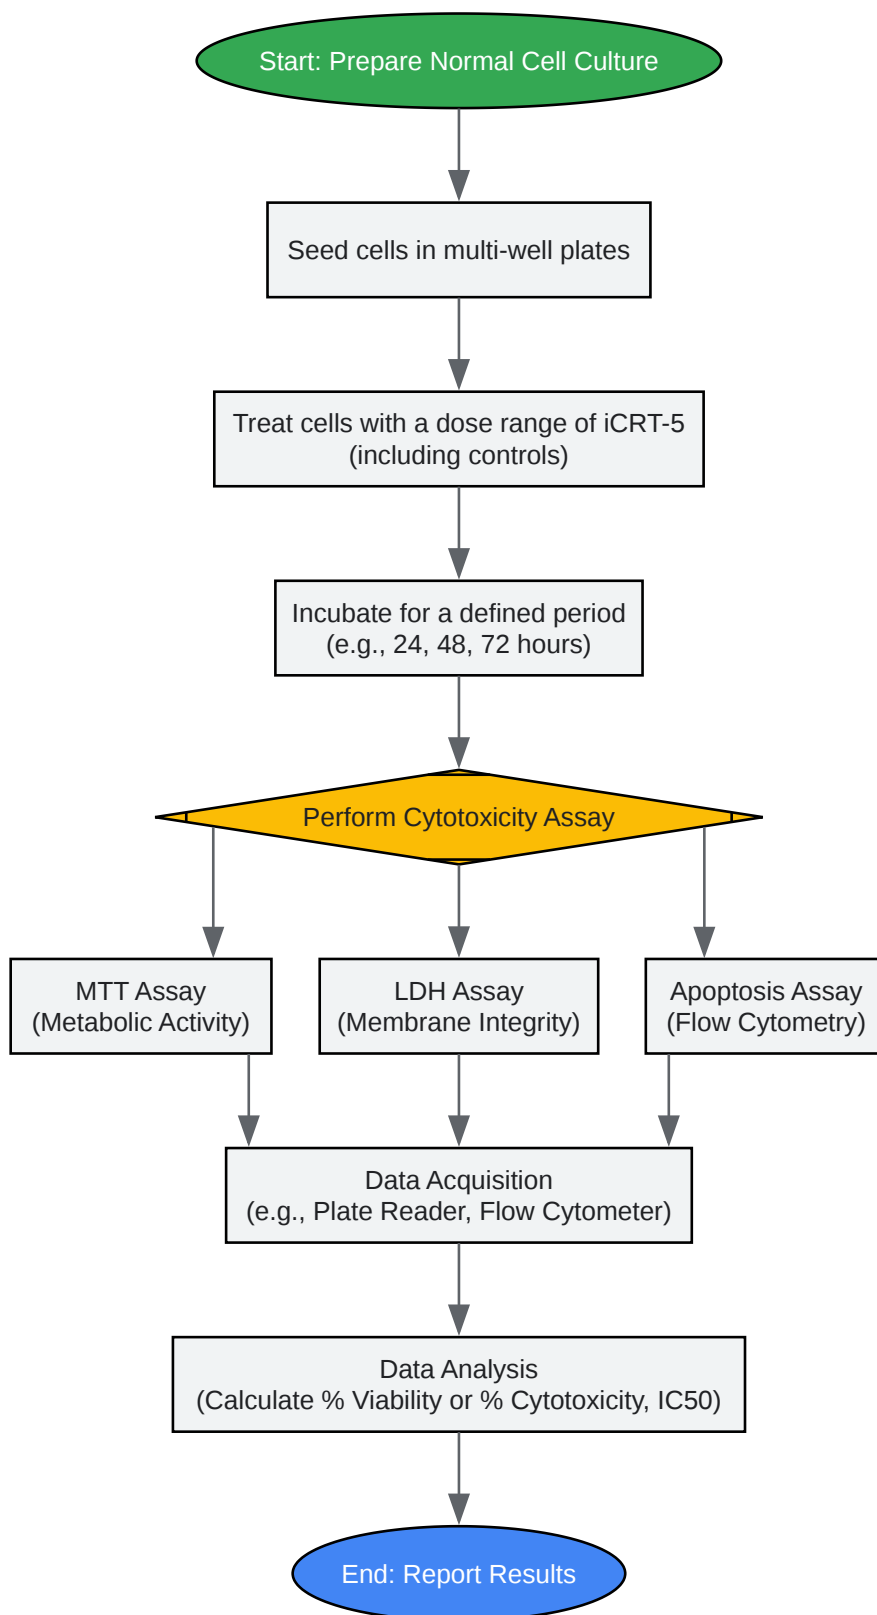 Start: Prepare Normal Cell Culture
Seed cells in multi-well plates
Treat cells with a dose range of iCRT-5
(including controls)
Incubate for a defined period
(e.g., 24, 48, 72 hours)
Perform Cytotoxicity Assay
MTT Assay
(Metabolic Activity)
LDH Assay
(Membrane Integrity)
Apoptosis Assay
(Flow Cytometry)
Data Acquisition
(e.g., Plate Reader, Flow Cytometer)
Data Analysis
(Calculate % Viability or % Cytotoxicity, IC50)
End: Report Results